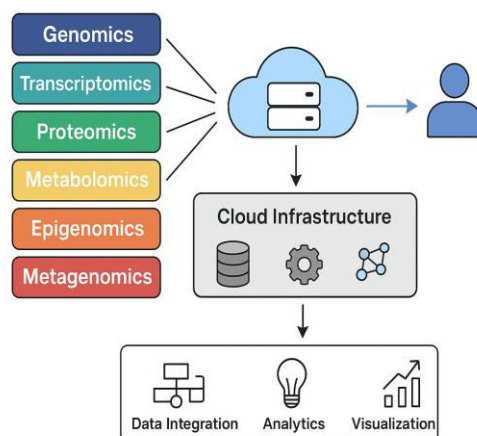 Genomics
Transcriptomics
Proteomics
Metabolomics
Epigenomics
Metagenomics
Cloud Infrastructure
Data Integration
Analytics
Visualization